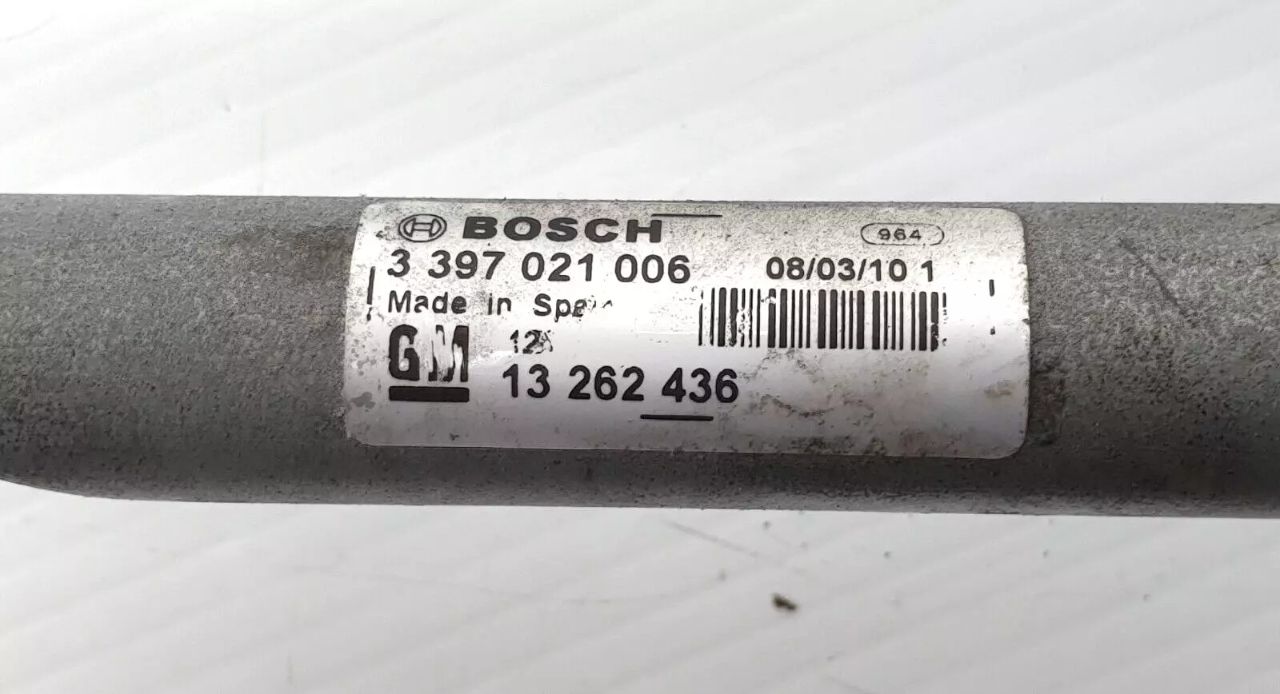 BOSCH 964
3 397 021 006 08/03/10 1
Made in
GM
13 262 436